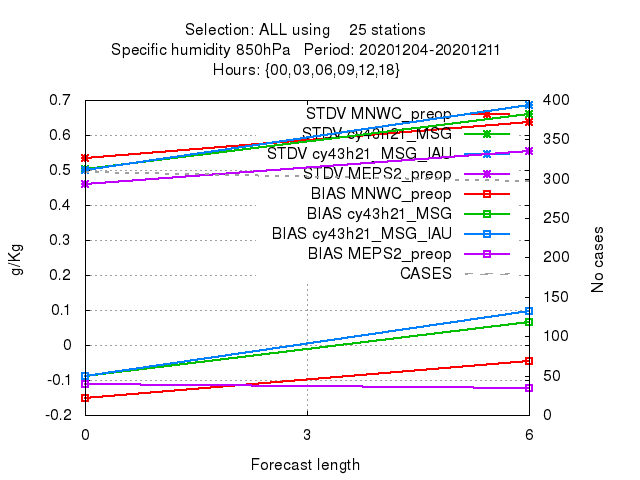 Selection: ALL using 25 stations
Specific humidity 850hPa Period: 20201204-20201211
Hours: {00,03,06,09,12,18}
0.7
0.6
0.5
0.4
0.3
0.2
0.1
0
-0.1
-0.2
g/Kg
STDV MNWC_preop
STDV cy43h21_MSG
STDV cy43h21_MSG_IAU
STDV MEPS2_preop
BIAS MNWC_preop
BIAS cy43h21_MSG
BIAS cy43h21_MSG_IAU
BIAS MEPS2_preop
CASES
400
350
300
250
200
150
100
50
0
No cases
0 3 6
Forecast length